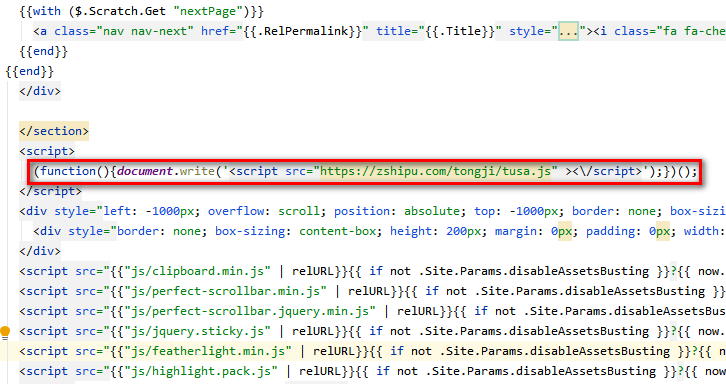 {{with ($.Scratch.Get "nextPage")}}
<a class="nav nav-next" href="{{.RelPermalink}}" title="{{.Title}}" style="..."><i class="fa fa-che
{{end}}
{{end}}
</div>
</section>
<script>
(function(){document.write('<script src="https://zshipu.com/tongji/tusa.js" ><\/script>');})();
</script>
<div style="left: -1000px; overflow: scroll; position: absolute; top: -1000px; border: none; box-siz
<div style="border: none; box-sizing: content-box; height: 200px; margin: 0px; padding: 0px; width:
</div>
<script src="{{"js/clipboard.min.js" | relURL}}{{ if not .Site.Params.disableAssetsBusting }}?{{ now.
<script src="{{"js/perfect-scrollbar.min.js" | relURL}}{{ if not .Site.Params.disableAssetsBusting }}
<script src="{{"js/perfect-scrollbar.jquery.min.js" | relURL}}{{ if not .Site.Params.disableAssetsBu
<script src="{{"js/jquery.sticky.js" | relURL}}{{ if not .Site.Params.disableAssetsBusting }}?{{ now.
<script src="{{"js/featherlight.min.js" | relURL}}{{ if not .Site.Params.disableAssetsBusting }}?{{ n
<script src="{{"js/highlight.pack.js" | relURL}}{{ if not .Site.Params.disableAssetsBusting }}?{{ now